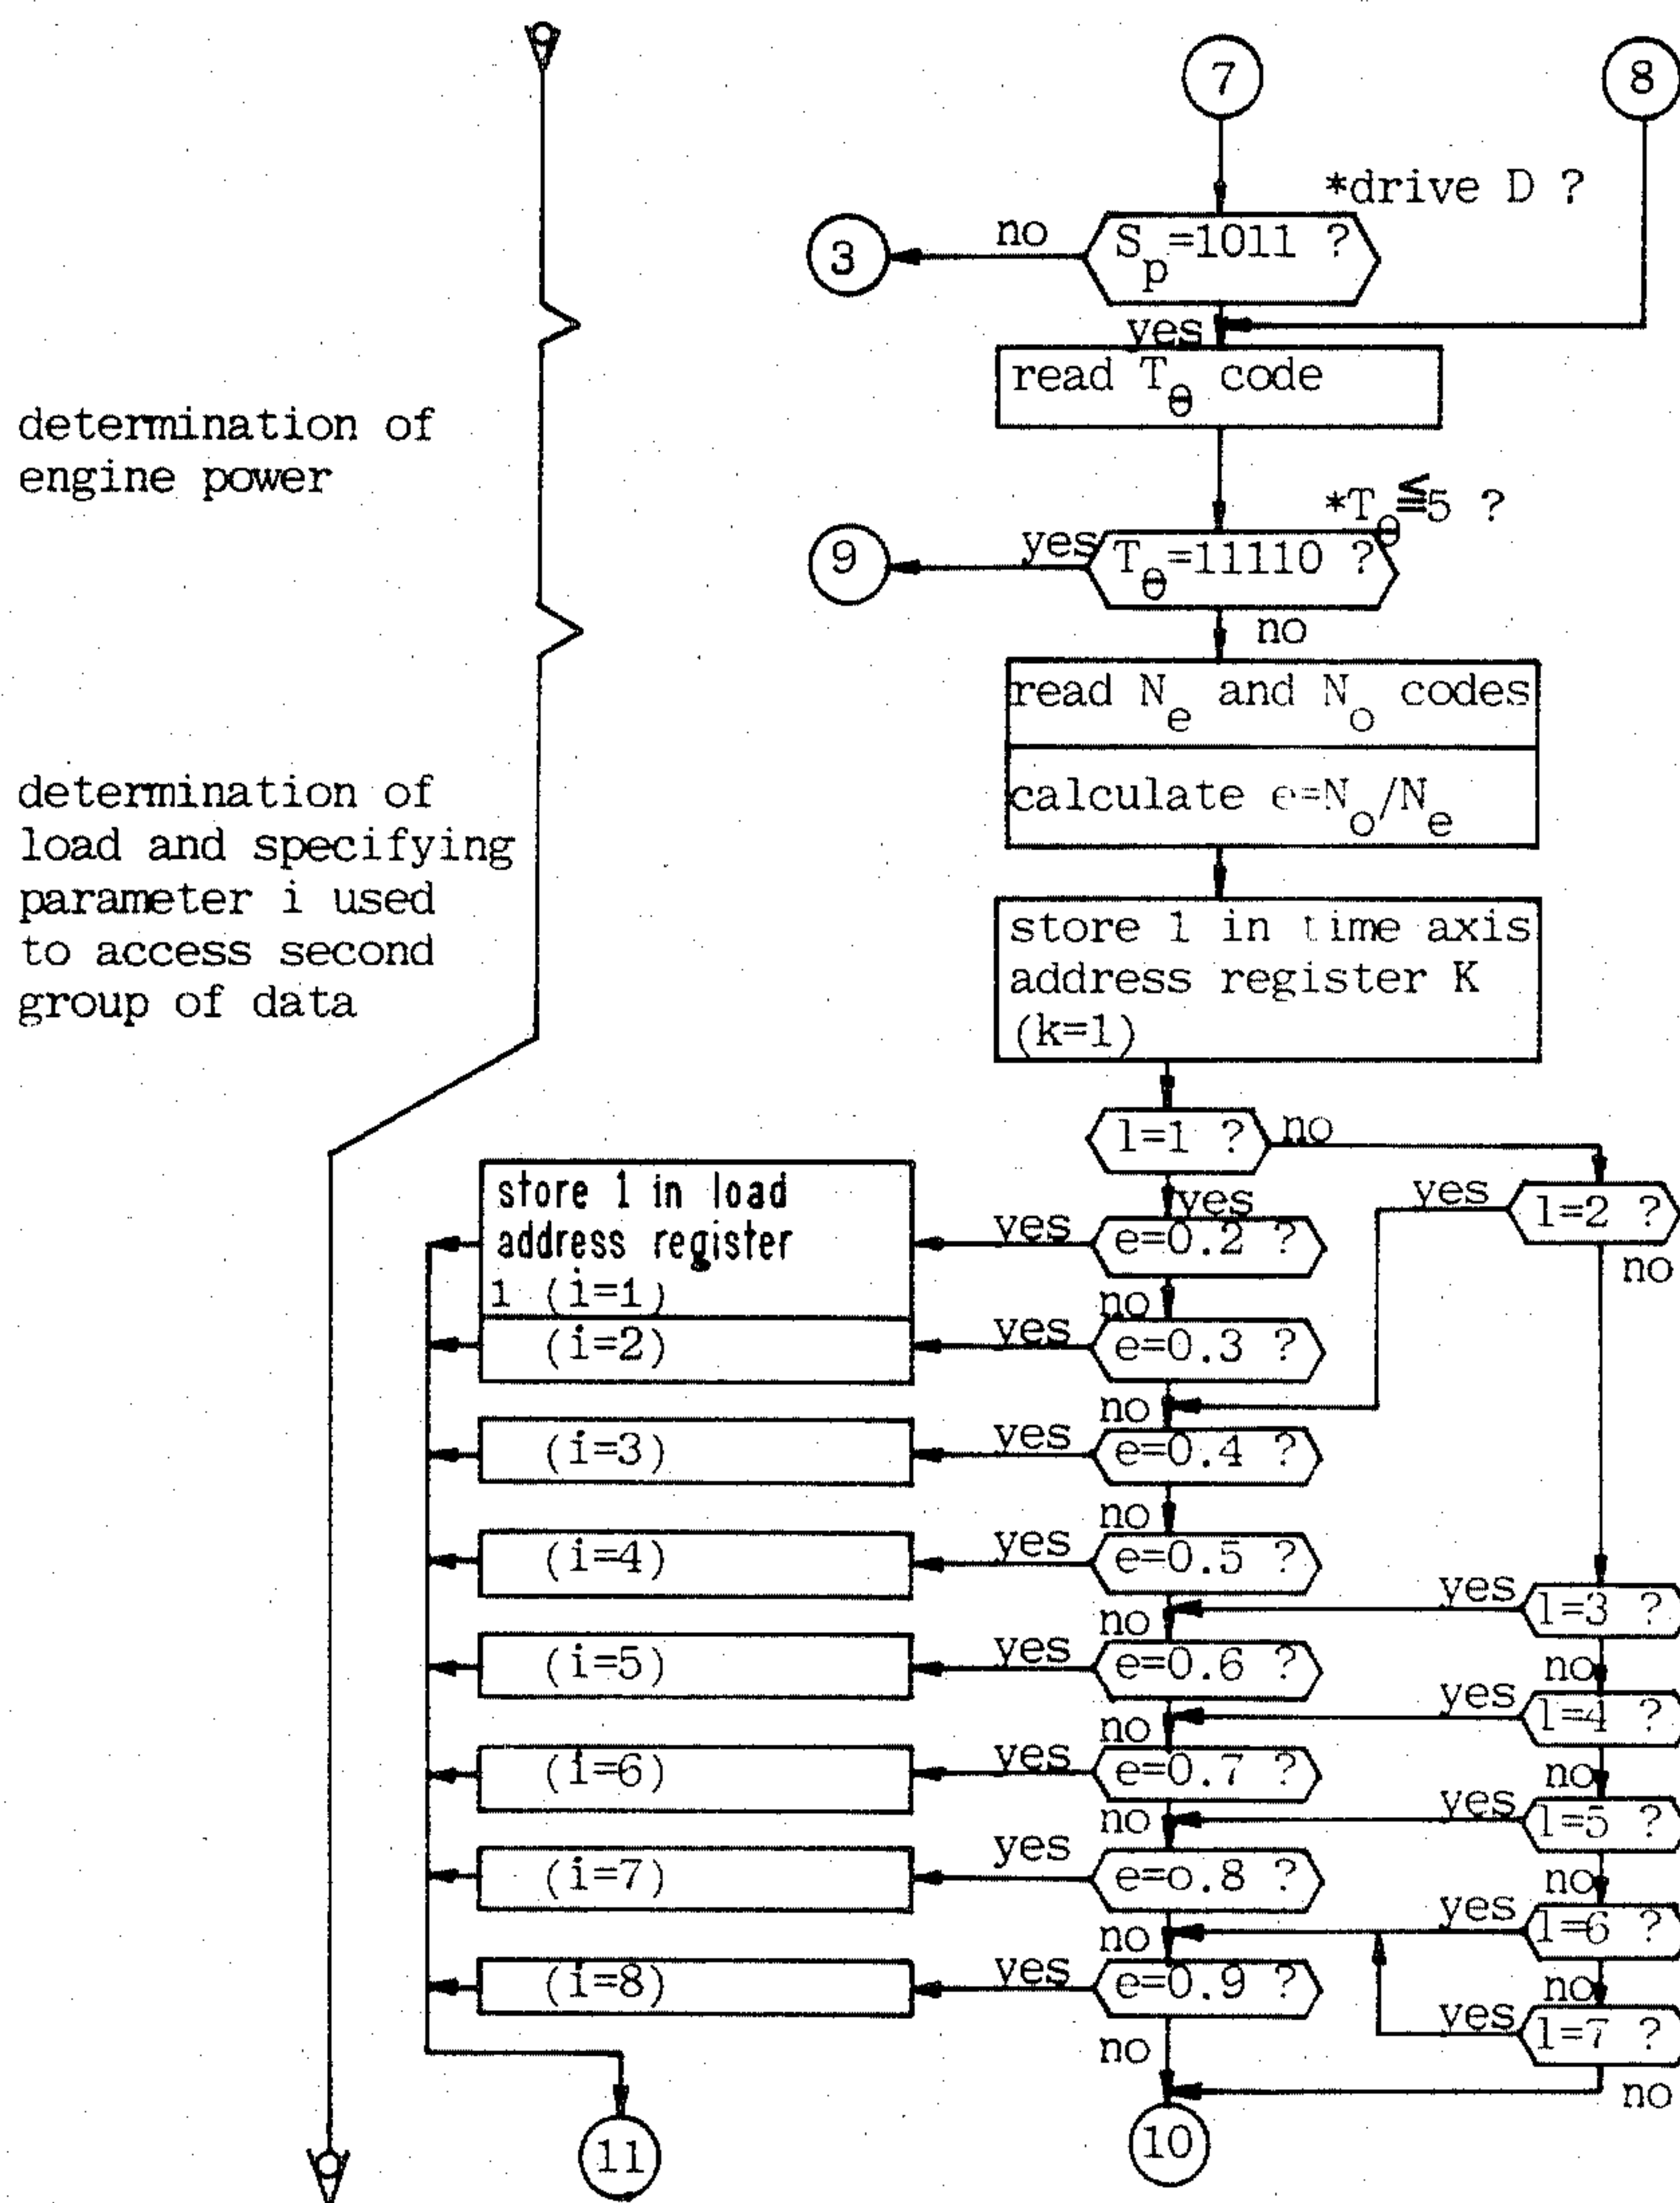 7
8
*drive D ?
3
no
Sp=1011 ?
yes
read Tθ code
determination of
engine power
*Tθ≦5 ?
9
yes
Tθ=11110 ?
no
read Ne and No codes
calculate e=No/Ne
determination of
load and specifying
parameter i used
to access second
group of data
store 1 in time axis
address register K
(k=1)
l=1 ?
no
yes
yes
l=2 ?
no
store 1 in load
address register
1 (i=1)
yes
e=0.2 ?
no
(i=2)
yes
e=0.3 ?
no
(i=3)
yes
e=0.4 ?
no
(i=4)
yes
e=0.5 ?
yes
l=3 ?
no
no
(i=5)
yes
e=0.6 ?
yes
l=4 ?
no
no
(i=6)
yes
e=0.7 ?
yes
l=5 ?
no
no
(i=7)
yes
e=o.8 ?
yes
l=6 ?
no
no
(i=8)
yes
e=0.9 ?
yes
l=7 ?
no
no
11
10